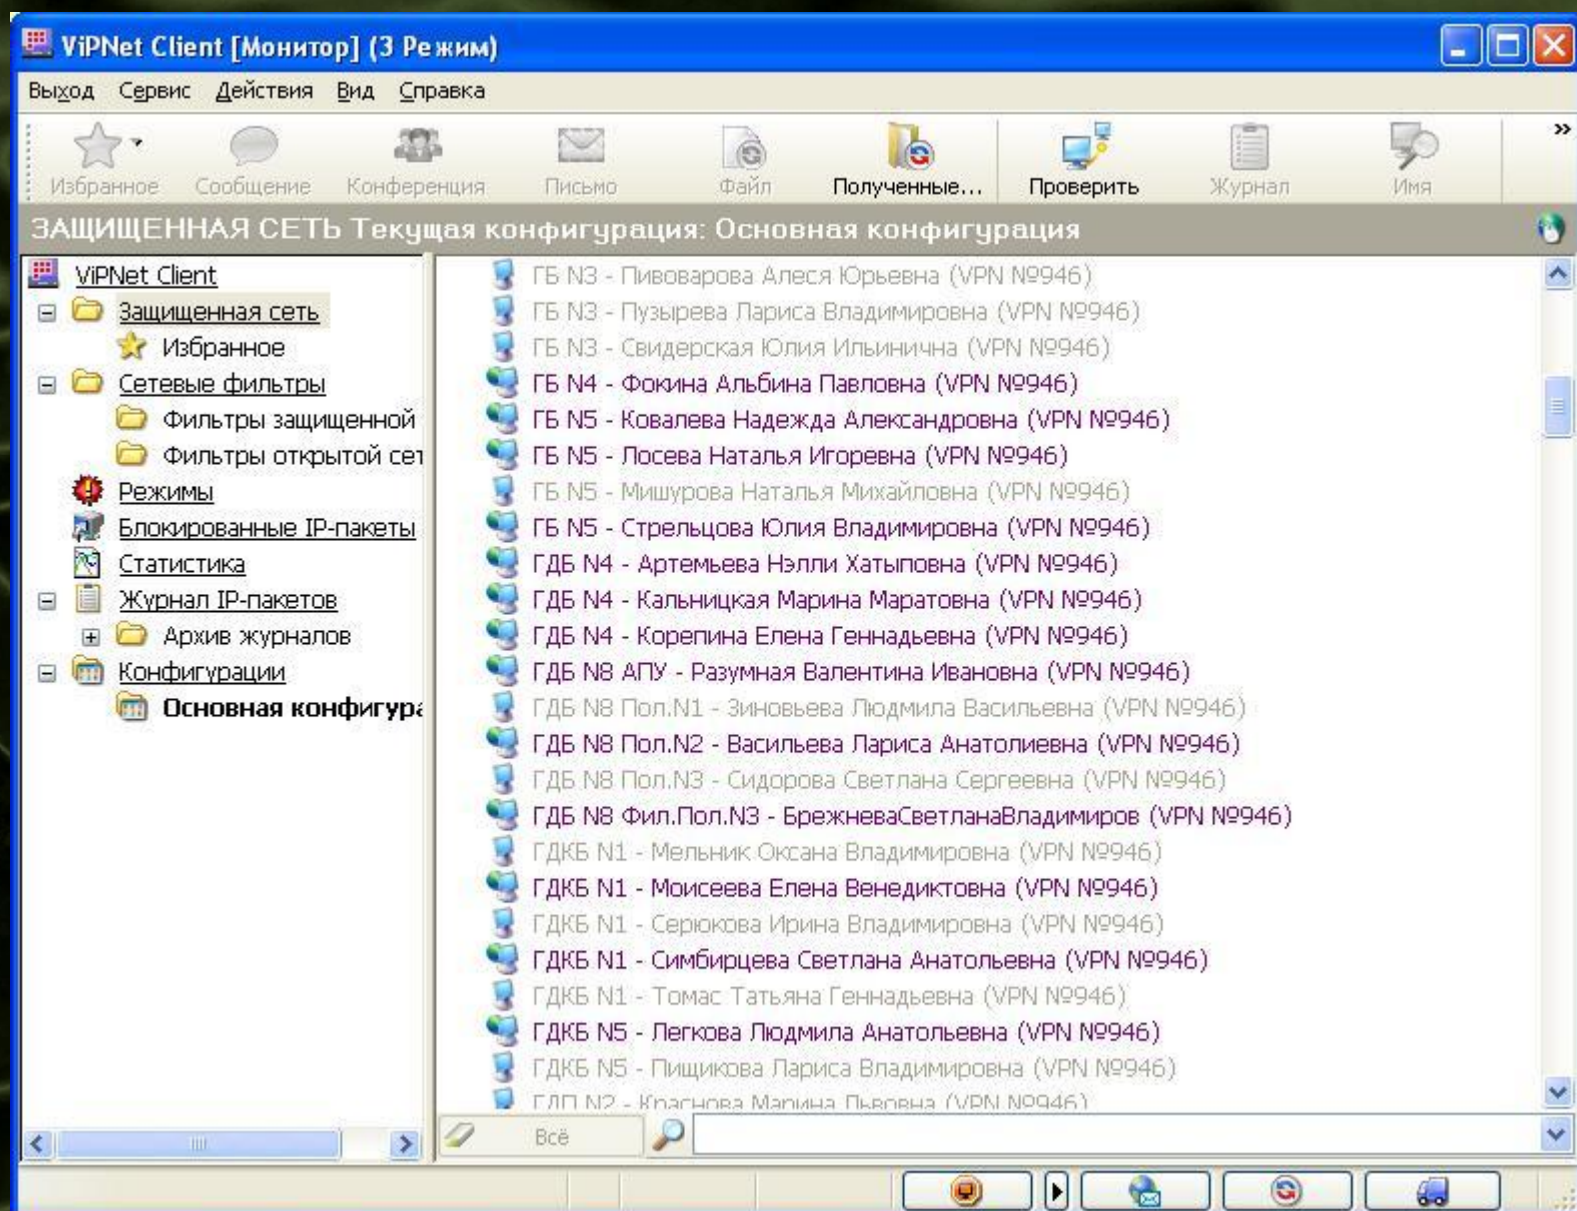 ViPNet Client [Монитор] (3 Режим)
Выход Сервис Действия Вид Справка
Избранное Сообщение Конференция Письмо Файл Полученные... Проверить Журнал Имя
ЗАЩИЩЕННАЯ СЕТЬ Текущая конфигурация: Основная конфигурация
ViPNet Client
Защищенная сеть
Избранное
Сетевые фильтры
Фильтры защищенной
Фильтры открытой сет
Режимы
Блокированные IP-пакеты
Статистика
Журнал IP-пакетов
Архив журналов
Конфигурации
Основная конфигура
ГБ N3 - Пивоварова Алеся Юрьевна (VPN №946)
ГБ N3 - Пузырева Лариса Владимировна (VPN №946)
ГБ N3 - Свидерская Юлия Ильинична (VPN №946)
ГБ N4 - Фокина Альбина Павловна (VPN №946)
ГБ N5 - Ковалева Надежда Александровна (VPN №946)
ГБ N5 - Лосева Наталья Игоревна (VPN №946)
ГБ N5 - Мишурова Наталья Михайловна (VPN №946)
ГБ N5 - Стрельцова Юлия Владимировна (VPN №946)
ГДБ N4 - Артемьева Нэлли Хатыповна (VPN №946)
ГДБ N4 - Кальницкая Марина Маратовна (VPN №946)
ГДБ N4 - Корепина Елена Геннадьевна (VPN №946)
ГДБ N8 АПУ - Разумная Валентина Ивановна (VPN №946)
ГДБ N8 Пол.N1 - Зиновьева Людмила Васильевна (VPN №946)
ГДБ N8 Пол.N2 - Васильева Лариса Анатолиевна (VPN №946)
ГДБ N8 Пол.N3 - Сидорова Светлана Сергеевна (VPN №946)
ГДБ N8 Фил.Пол.N3 - БрежневаСветланаВладимиров (VPN №946)
ГДКБ N1 - Мельник Оксана Владимировна (VPN №946)
ГДКБ N1 - Моисеева Елена Венедиктовна (VPN №946)
ГДКБ N1 - Серюкова Ирина Владимировна (VPN №946)
ГДКБ N1 - Симбирцева Светлана Анатольевна (VPN №946)
ГДКБ N1 - Томас Татьяна Геннадьевна (VPN №946)
ГДКБ N5 - Легкова Людмила Анатольевна (VPN №946)
ГДКБ N5 - Пищикова Лариса Владимировна (VPN №946)
ГДП N2 - Краснова Марина Львовна (VPN №946)
Всё